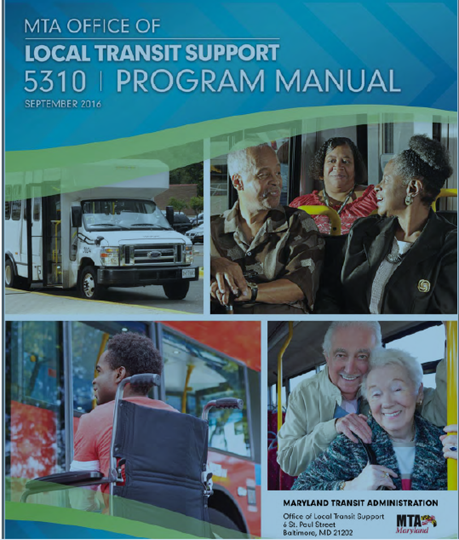 MTA OFFICE OF
LOCAL TRANSIT SUPPORT
5310 | PROGRAM MANUAL
SEPTEMBER 2016
MARYLAND TRANSIT ADMINISTRATION
Office of Local Transit Support
6 St. Paul Street
Baltimore, MD 21202
MTA
Maryland